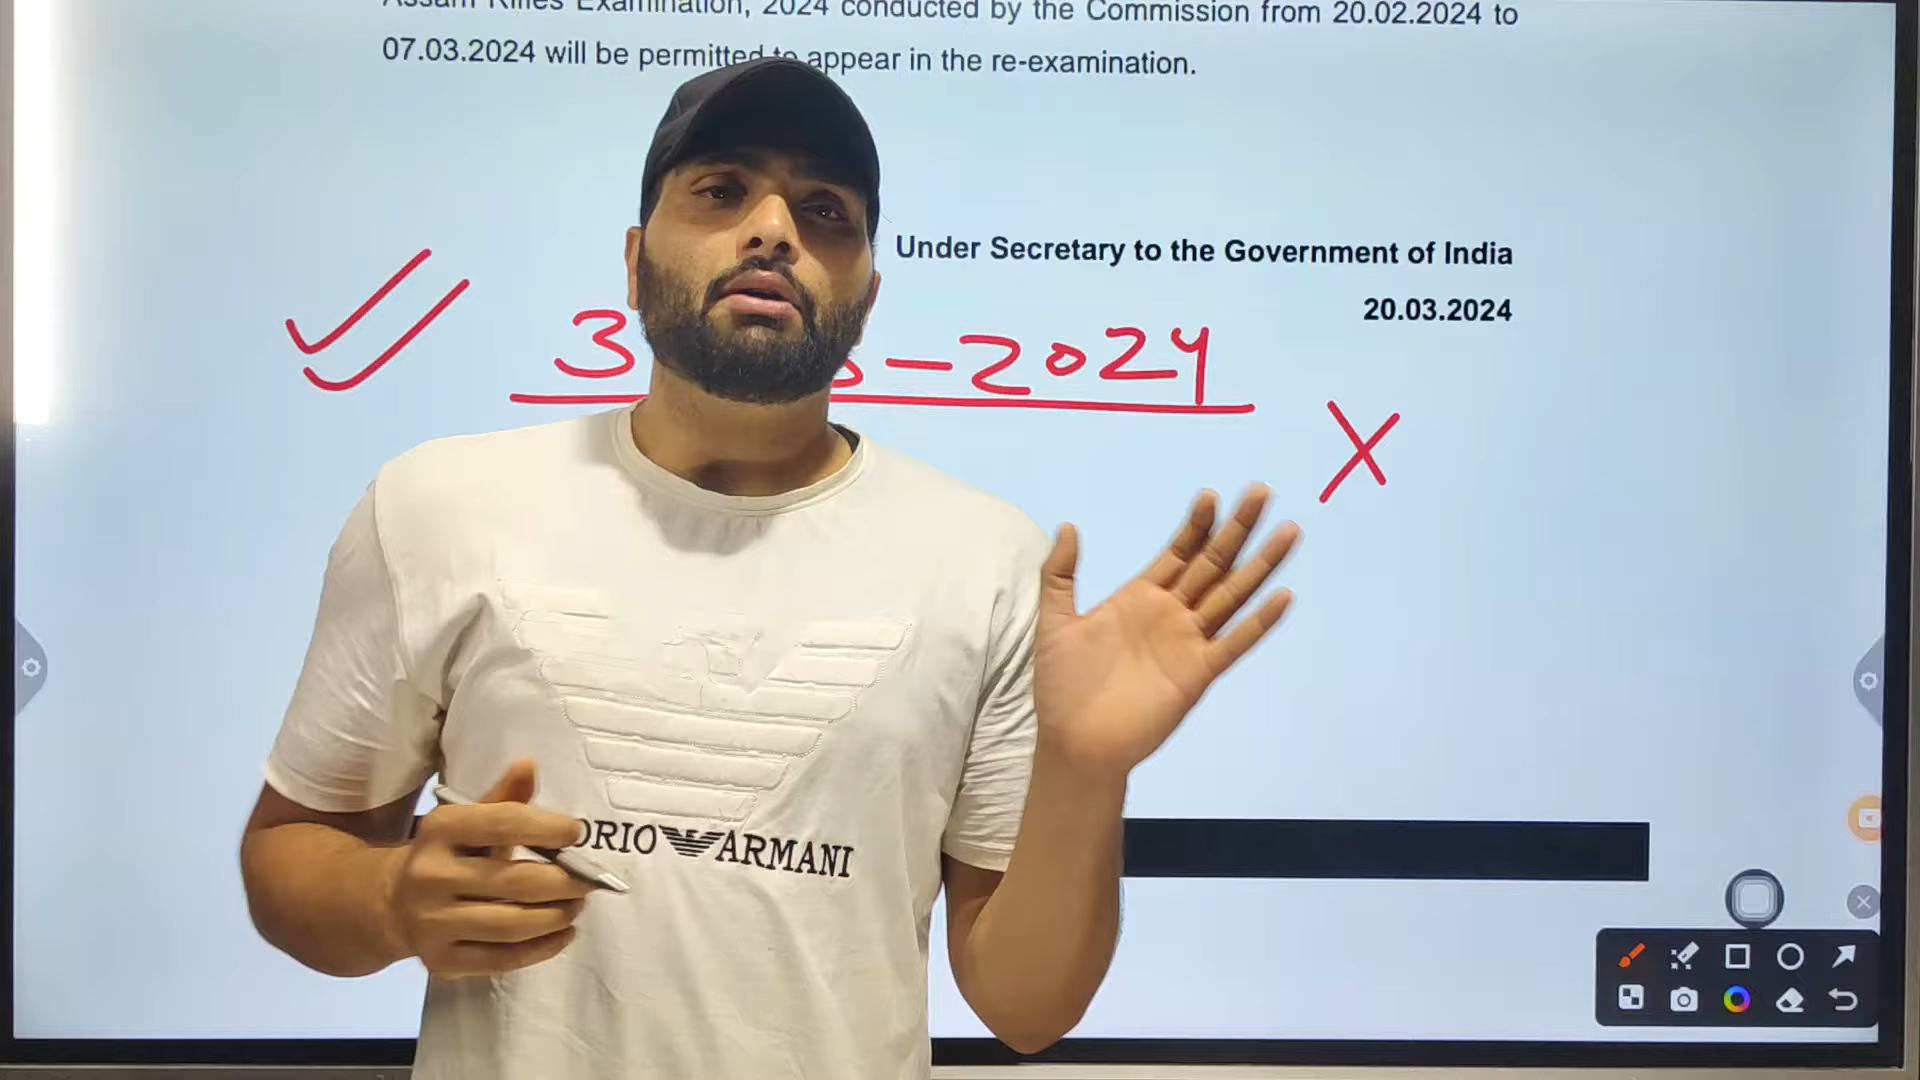 Assam Rifles Examination, 2024 conducted by the Commission from 20.02.2024 to
07.03.2024 will be permitted to appear in the re-examination.
Under Secretary to the Government of India
20.03.2024
3 -2024
X
ORIO ARMANI